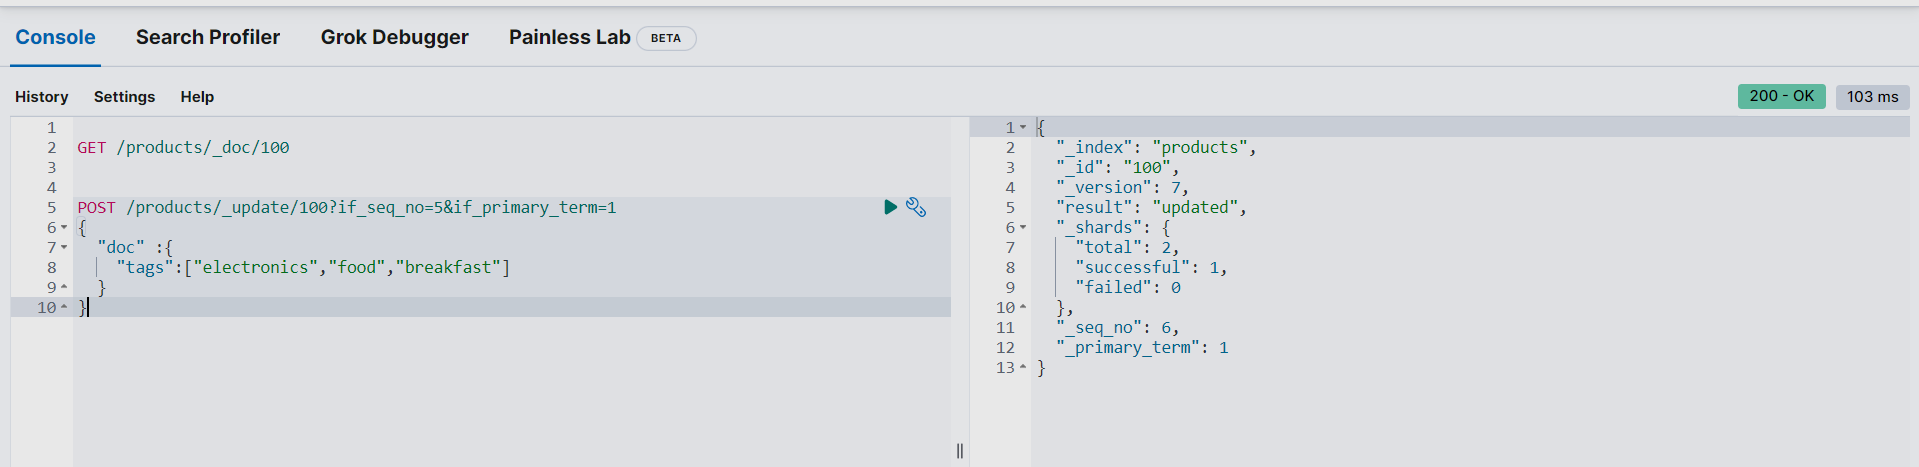 Console Search Profiler Grok Debugger Painless Lab BETA
History Settings Help 200 - OK 103 ms
1
2 GET /products/_doc/100
3
4
5 POST /products/_update/100?if_seq_no=5&if_primary_term=1
6 {
7 "doc" :{
8 "tags":["electronics","food","breakfast"]
9 }
10 }
1 {
2 "_index": "products",
3 "_id": "100",
4 "_version": 7,
5 "result": "updated",
6 "_shards": {
7 "total": 2,
8 "successful": 1,
9 "failed": 0
10 },
11 "_seq_no": 6,
12 "_primary_term": 1
13 }